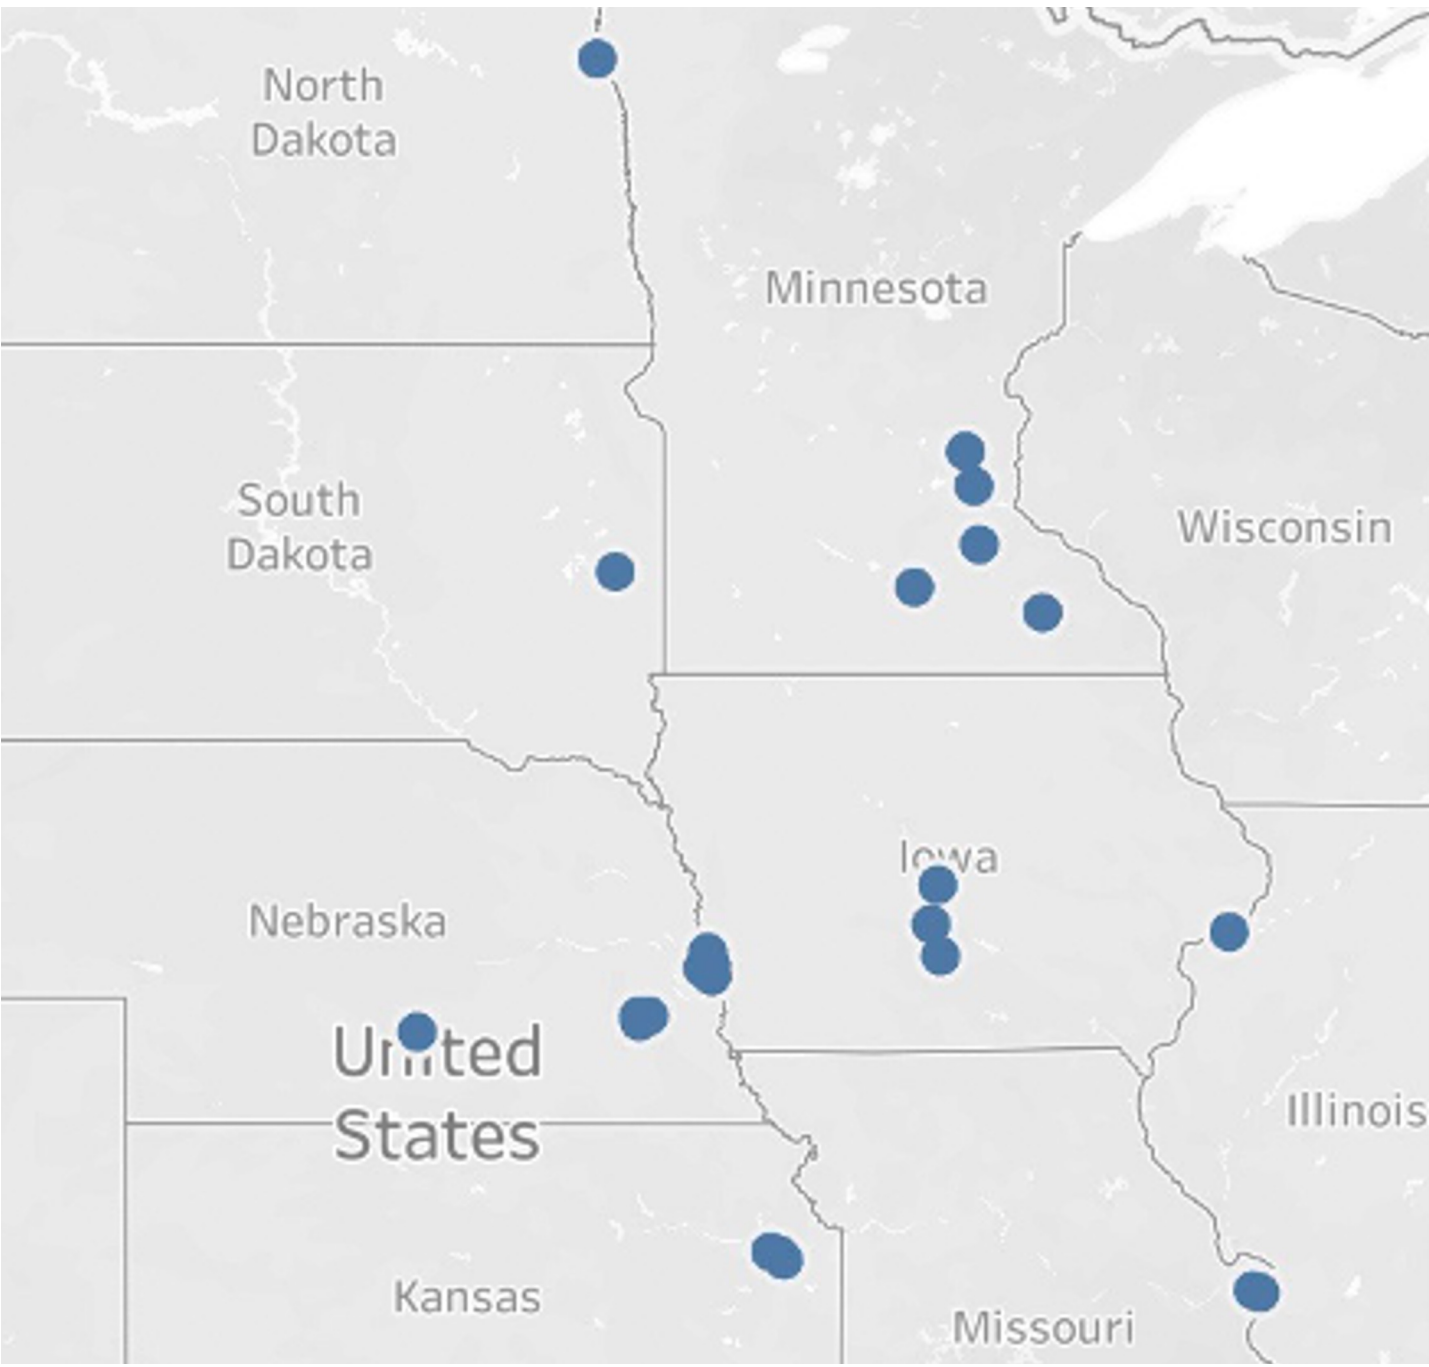 North
Dakota
Minnesota
South
Dakota
Wisconsin
Iowa
Nebraska
United
States
Illinois
Kansas
Missouri